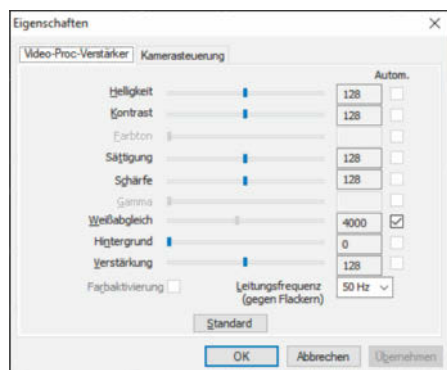 Eigenschaften
Video-Proc-Verstärker Kamerasteuerung
Autom.
Helligkeit 128
Kontrast 128
Farbton
Sättigung 128
Schärfe 128
Gamma
Weißabgleich 4000
Hintergrund 0
Verstärkung 128
Farbaktivierung Leitungsfrequenz 50 Hz
(gegen Flackern)
Standard
OK Abbrechen Übernehmen